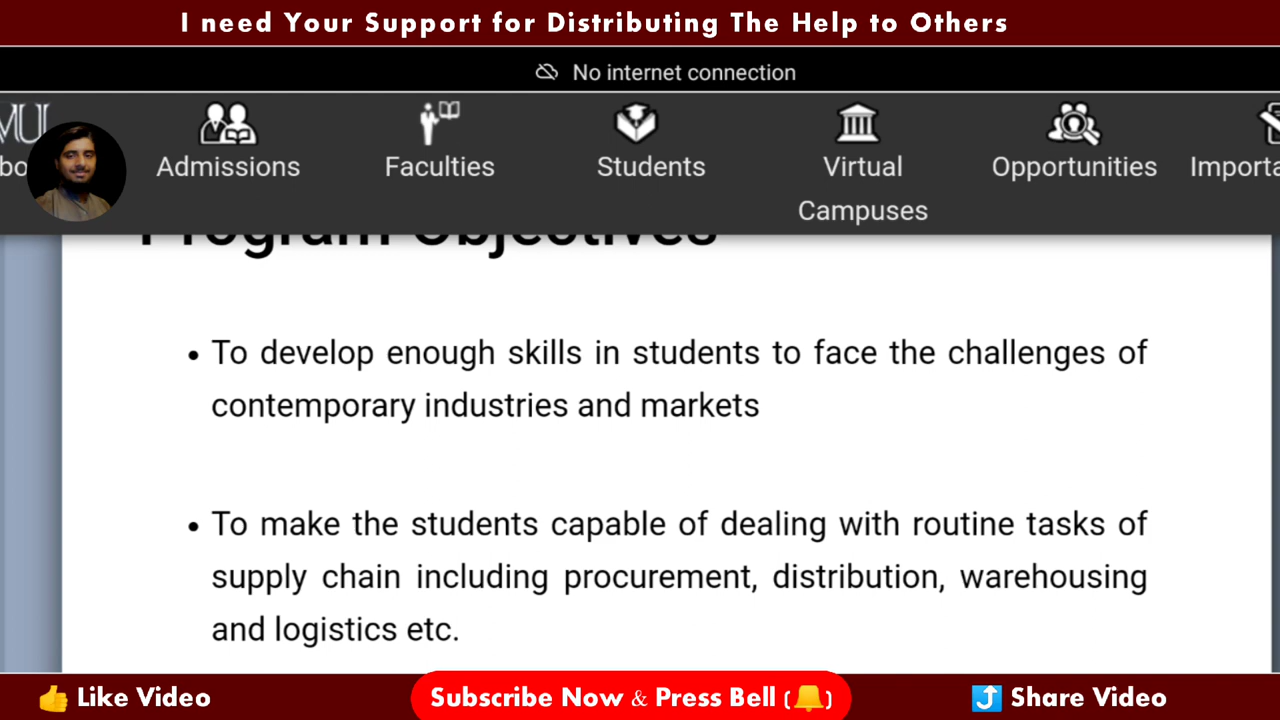 I need Your Support for Distributing The Help to Others
No internet connection
Admissions
Faculties
Students
Virtual
Campuses
Opportunities
Program Objectives
• To develop enough skills in students to face the challenges of
contemporary industries and markets
• To make the students capable of dealing with routine tasks of
supply chain including procurement, distribution, warehousing
and logistics etc.
👍 Like Video
Subscribe Now & Press Bell (🔔)
⤴️ Share Video